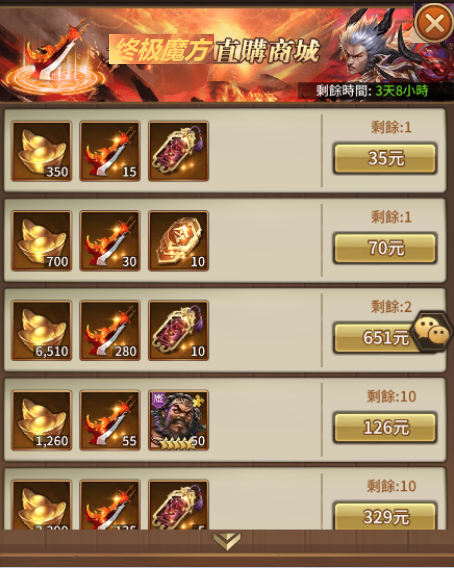 终极魔方直購商城
剩餘時間: 3天8小時
剩餘:1
350 15 35元
剩餘:1
700 30 10 70元
剩餘:2
6,510 280 10 651元
剩餘:10
1,260 55 50 126元
剩餘:10
329元